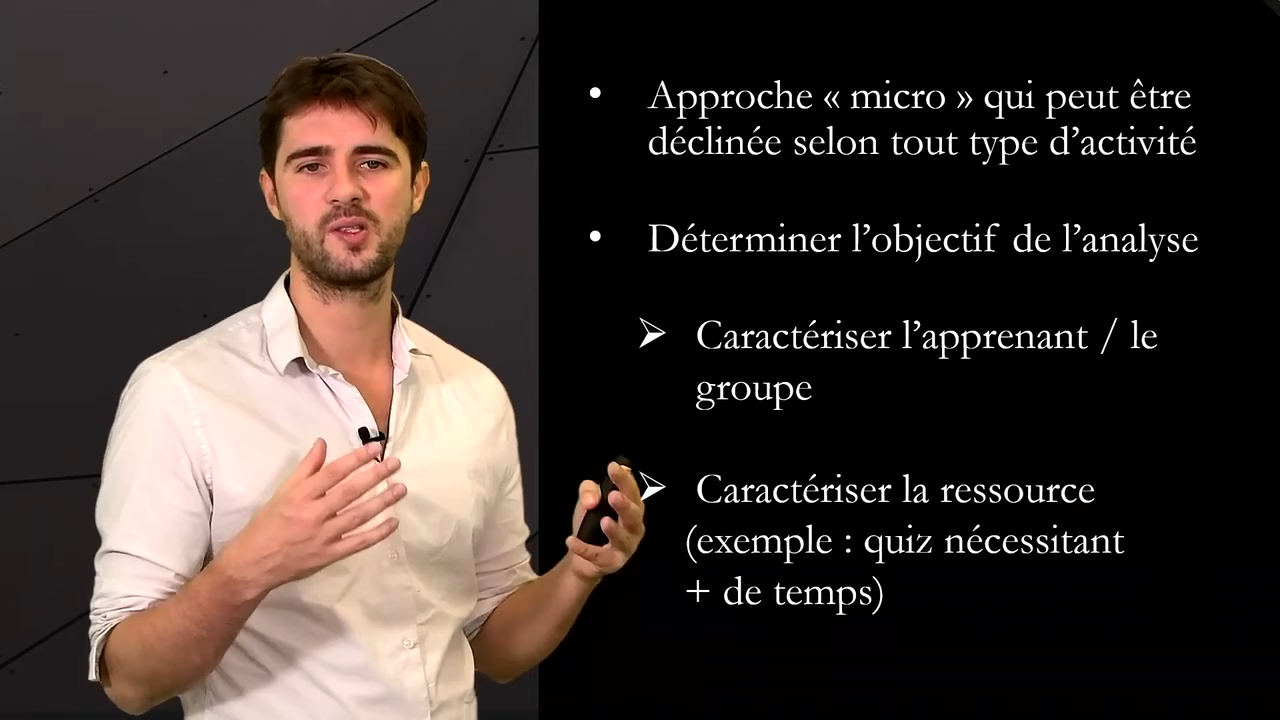 • Approche « micro » qui peut être
déclinée selon tout type d’activité
• Déterminer l’objectif de l’analyse
➢ Caractériser l’apprenant / le
groupe
➢ Caractériser la ressource
(exemple : quiz nécessitant
+ de temps)